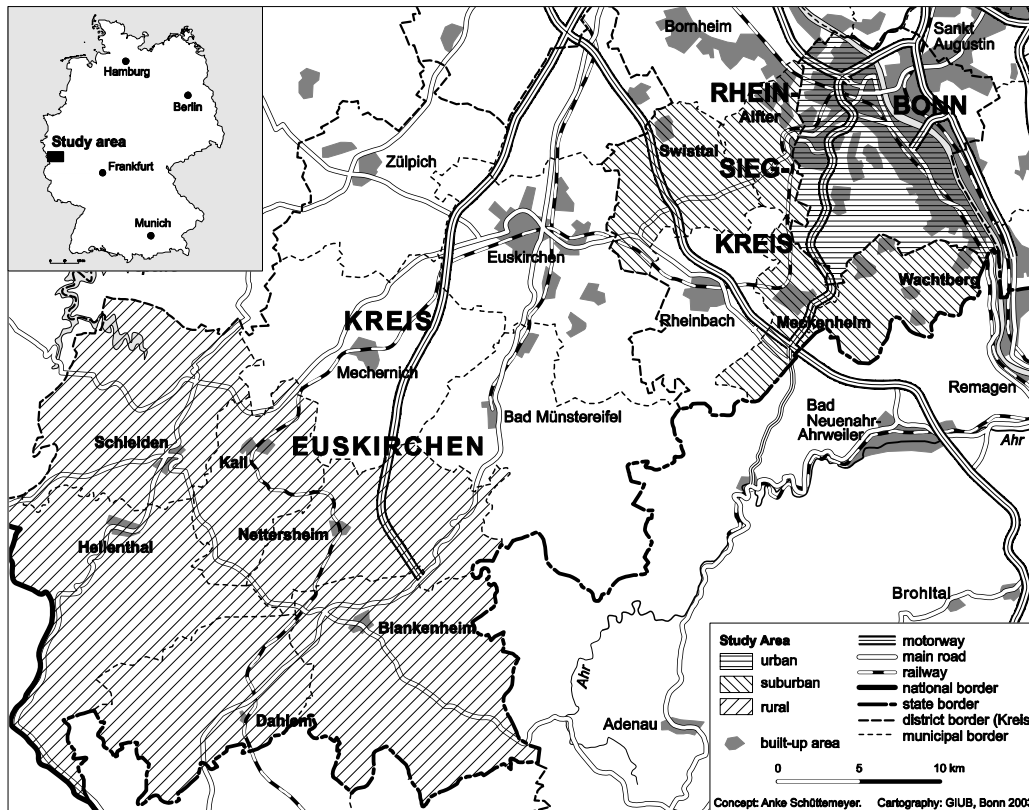 Hamburg
Berlin
Study area
Frankfurt
Munich
Bornheim
Sankt
Augustin
RHEIN-
BONN
Alfter
Zülpich
Swisttal
SIEG-
Euskirchen
KREIS
Wachtberg
KREIS
Rheinbach
Meckenheim
Mechernich
Remagen
Bad Münstereifel
Bad
Neuenahr-
Ahrweiler
Ahr
Schleiden
EUSKIRCHEN
Kall
Nettersheim
Hellenthal
Brohltal
Blankenheim
Ahr
Dahlem
Adenau
Study Area
urban
suburban
rural
built-up area
motorway
main road
railway
national border
state border
district border (Kreis
municipal border
0 5 10 km
Concept: Anke Schüttemeyer. Cartography: GIUB, Bonn 200